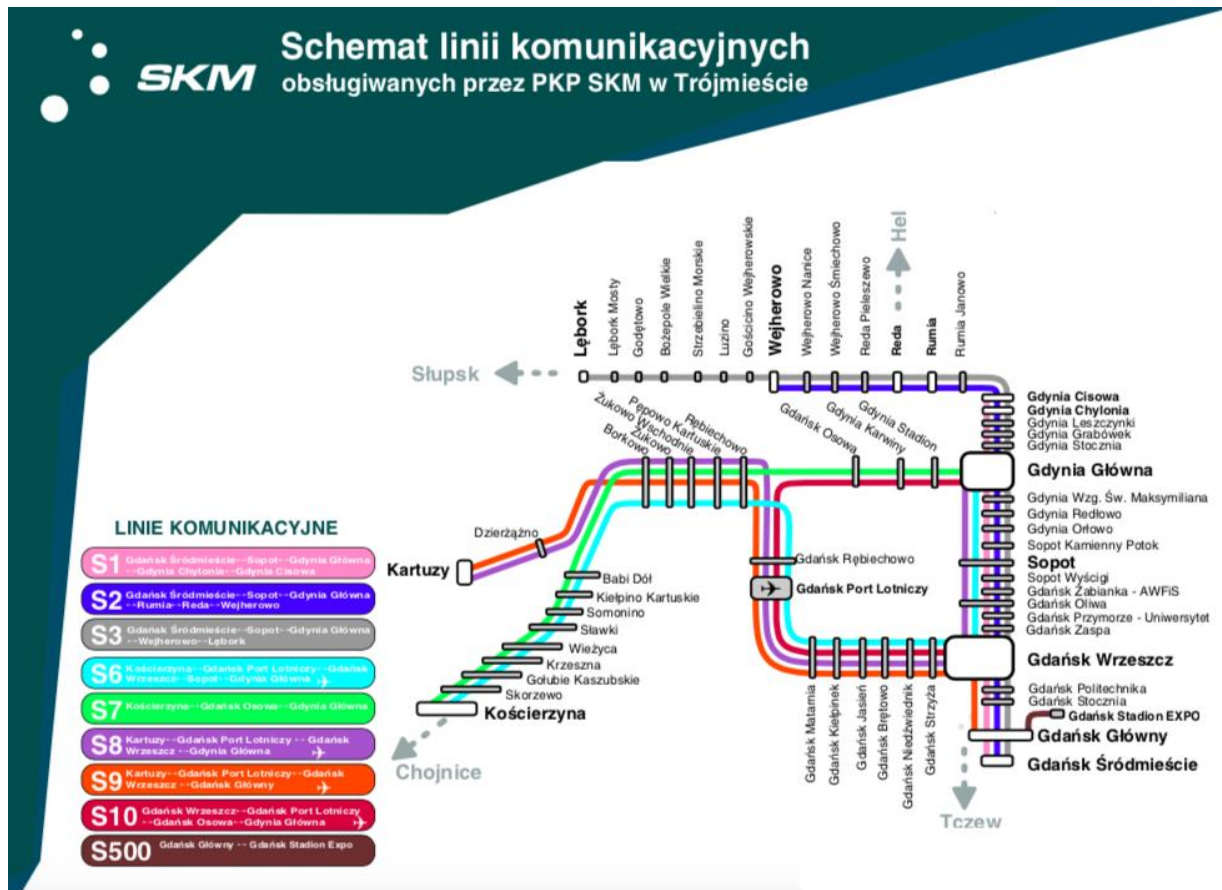 SKM
Schemat linii komunikacyjnych
obsługiwanych przez PKP SKM w Trójmieście
Hel
Słupsk
Lębork
Lębork Mosty
Godętowo
Bożepole Wielkie
Strzebielino Morskie
Luzino
Gościcino Wejherowskie
Wejherowo
Wejherowo Nanice
Wejherowo Śmiechowo
Reda Pieleszewo
Reda
Rumia
Rumia Janowo
Gdynia Cisowa
Gdynia Chylonia
Gdynia Leszczynki
Gdynia Grabówek
Gdynia Stocznia
Gdynia Główna
Gdynia Wzg. Św. Maksymiliana
Gdynia Redłowo
Gdynia Orłowo
Sopot Kamienny Potok
Sopot
Sopot Wyścigi
Gdańsk Żabianka - AWFiS
Gdańsk Oliwa
Gdańsk Przymorze - Uniwersytet
Gdańsk Zaspa
Gdańsk Wrzeszcz
Gdańsk Politechnika
Gdańsk Stocznia
Gdańsk Stadion EXPO
Gdańsk Główny
Gdańsk Śródmieście
Tczew
Borkowo
Żukowo
Żukowo Wschodnie
Pępowo Kartuskie
Rębiechowo
Gdańsk Osowa
Gdynia Karwiny
Gdynia Stadion
Dzierżążno
Kartuzy
Gdańsk Rębiechowo
Gdańsk Port Lotniczy
Babi Dół
Kiełpino Kartuskie
Somonino
Sławki
Wieżyca
Krzeszna
Gołubie Kaszubskie
Skorzewo
Kościerzyna
Chojnice
Gdańsk Matarnia
Gdańsk Kiełpinek
Gdańsk Jasień
Gdańsk Brętowo
Gdańsk Niedźwiednik
Gdańsk Strzyża
LINIE KOMUNIKACYJNE
S1 Gdańsk Śródmieście--Sopot--Gdynia Główna
--Gdynia Chylonia--Gdynia Cisowa
S2 Gdańsk Śródmieście--Sopot--Gdynia Główna
--Rumia--Reda--Wejherowo
S3 Gdańsk Śródmieście--Sopot--Gdynia Główna
--Wejherowo--Lębork
S6 Kościerzyna--Gdańsk Port Lotniczy--Gdańsk
Wrzeszcz--Sopot--Gdynia Główna
S7 Kościerzyna--Gdańsk Osowa--Gdynia Główna
S8 Kartuzy--Gdańsk Port Lotniczy -- Gdańsk
Wrzeszcz --Gdynia Główna
S9 Kartuzy--Gdańsk Port Lotniczy--Gdańsk
Wrzeszcz --Gdańsk Główny
S10 Gdańsk Wrzeszcz--Gdańsk Port Lotniczy
--Gdańsk Osowa--Gdynia Główna
S500 Gdańsk Główny -- Gdańsk Stadion Expo